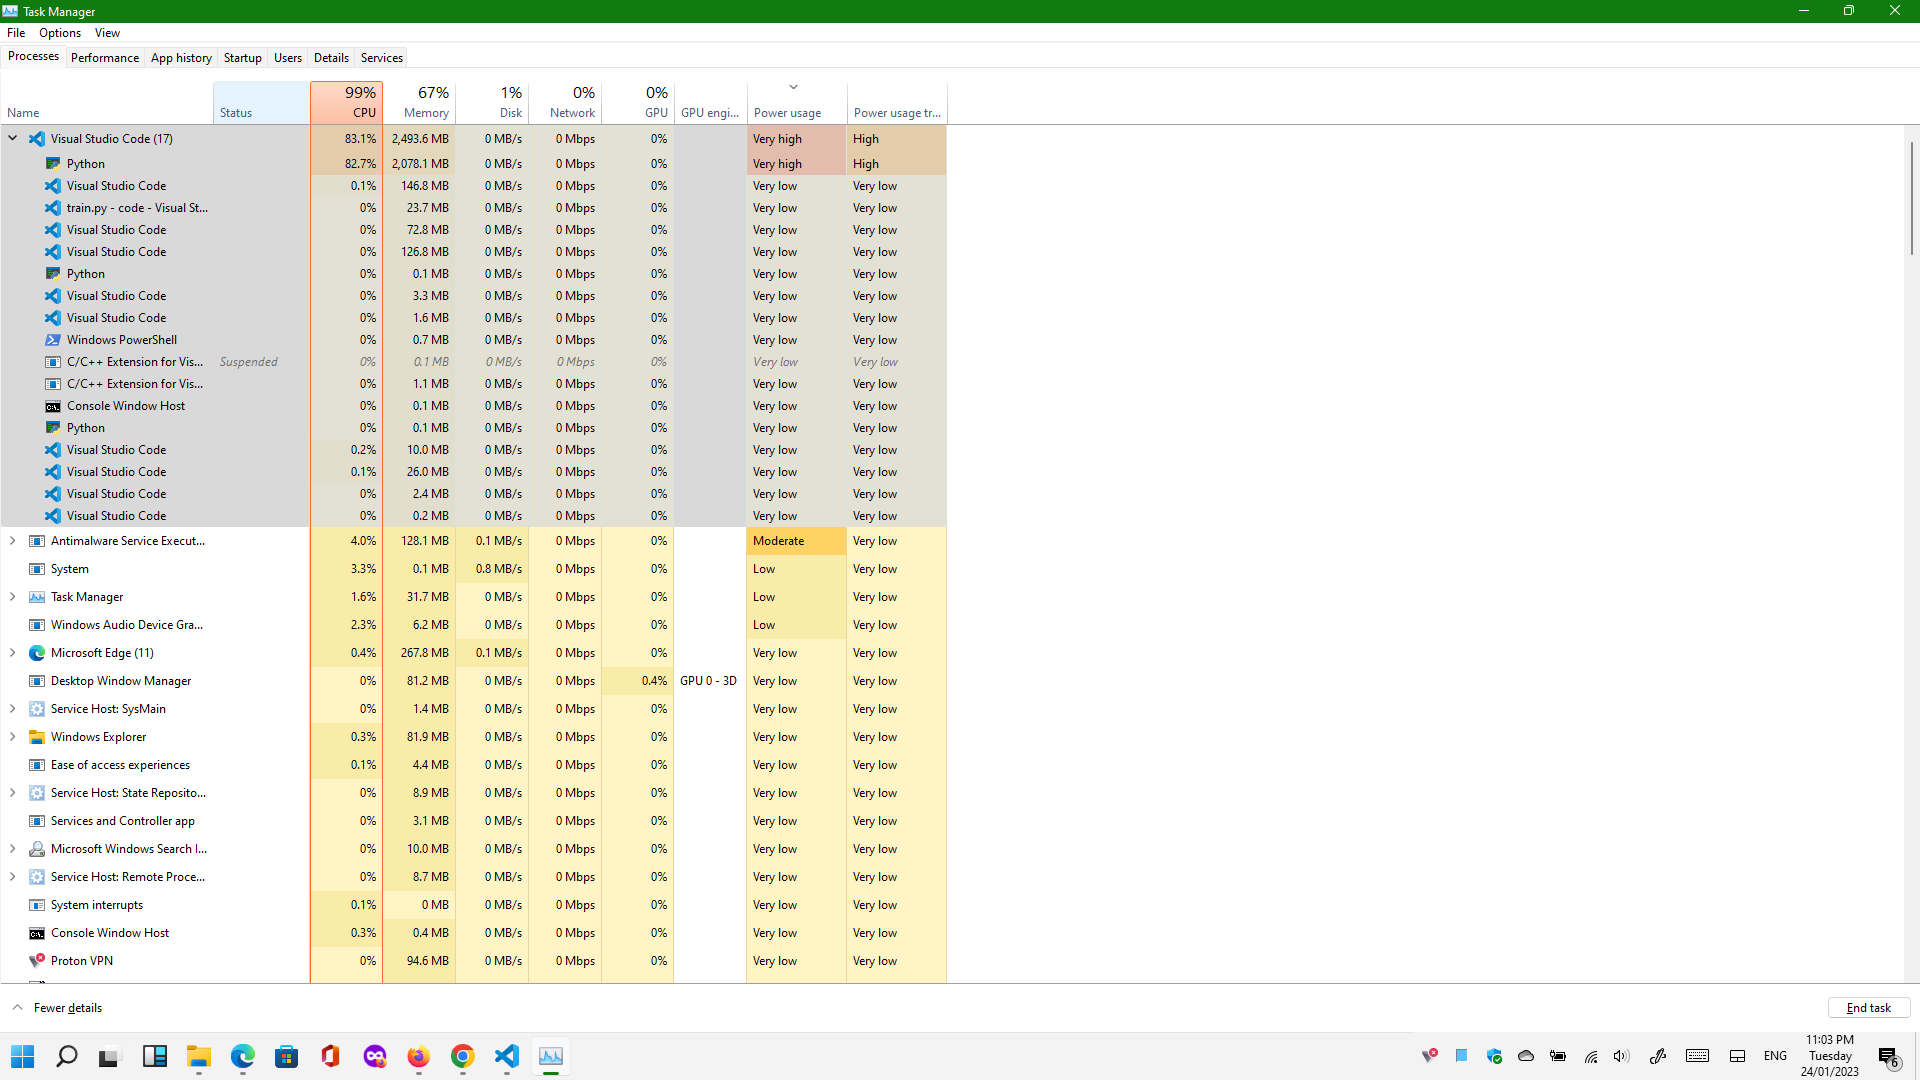 Task Manager
File Options View
Processes Performance App history Startup Users Details Services
99% 67% 1% 0% 0%
Name Status CPU Memory Disk Network GPU GPU engi... Power usage Power usage tr...
Visual Studio Code (17) 83.1% 2,493.6 MB 0 MB/s 0 Mbps 0% Very high High
Python 82.7% 2,078.1 MB 0 MB/s 0 Mbps 0% Very high High
Visual Studio Code 0.1% 146.8 MB 0 MB/s 0 Mbps 0% Very low Very low
train.py - code - Visual St... 0% 23.7 MB 0 MB/s 0 Mbps 0% Very low Very low
Visual Studio Code 0% 72.8 MB 0 MB/s 0 Mbps 0% Very low Very low
Visual Studio Code 0% 126.8 MB 0 MB/s 0 Mbps 0% Very low Very low
Python 0% 0.1 MB 0 MB/s 0 Mbps 0% Very low Very low
Visual Studio Code 0% 3.3 MB 0 MB/s 0 Mbps 0% Very low Very low
Visual Studio Code 0% 1.6 MB 0 MB/s 0 Mbps 0% Very low Very low
Windows PowerShell 0% 0.7 MB 0 MB/s 0 Mbps 0% Very low Very low
C/C++ Extension for Vis... Suspended 0% 0.1 MB 0 MB/s 0 Mbps 0% Very low Very low
C/C++ Extension for Vis... 0% 1.1 MB 0 MB/s 0 Mbps 0% Very low Very low
Console Window Host 0% 0.1 MB 0 MB/s 0 Mbps 0% Very low Very low
Python 0% 0.1 MB 0 MB/s 0 Mbps 0% Very low Very low
Visual Studio Code 0.2% 10.0 MB 0 MB/s 0 Mbps 0% Very low Very low
Visual Studio Code 0.1% 26.0 MB 0 MB/s 0 Mbps 0% Very low Very low
Visual Studio Code 0% 2.4 MB 0 MB/s 0 Mbps 0% Very low Very low
Visual Studio Code 0% 0.2 MB 0 MB/s 0 Mbps 0% Very low Very low
Antimalware Service Execut... 4.0% 128.1 MB 0.1 MB/s 0 Mbps 0% Moderate Very low
System 3.3% 0.1 MB 0.8 MB/s 0 Mbps 0% Low Very low
Task Manager 1.6% 31.7 MB 0 MB/s 0 Mbps 0% Low Very low
Windows Audio Device Gra... 2.3% 6.2 MB 0 MB/s 0 Mbps 0% Low Very low
Microsoft Edge (11) 0.4% 267.8 MB 0.1 MB/s 0 Mbps 0% Very low Very low
Desktop Window Manager 0% 81.2 MB 0 MB/s 0 Mbps 0.4% GPU 0 - 3D Very low Very low
Service Host: SysMain 0% 1.4 MB 0 MB/s 0 Mbps 0% Very low Very low
Windows Explorer 0.3% 81.9 MB 0 MB/s 0 Mbps 0% Very low Very low
Ease of access experiences 0.1% 4.4 MB 0 MB/s 0 Mbps 0% Very low Very low
Service Host: State Reposito... 0% 8.9 MB 0 MB/s 0 Mbps 0% Very low Very low
Services and Controller app 0% 3.1 MB 0 MB/s 0 Mbps 0% Very low Very low
Microsoft Windows Search I... 0% 10.0 MB 0 MB/s 0 Mbps 0% Very low Very low
Service Host: Remote Proce... 0% 8.7 MB 0 MB/s 0 Mbps 0% Very low Very low
System interrupts 0.1% 0 MB 0 MB/s 0 Mbps 0% Very low Very low
Console Window Host 0.3% 0.4 MB 0 MB/s 0 Mbps 0% Very low Very low
Proton VPN 0% 94.6 MB 0 MB/s 0 Mbps 0% Very low Very low
Fewer details End task
ENG
11:03 PM
Tuesday
24/01/2023
6